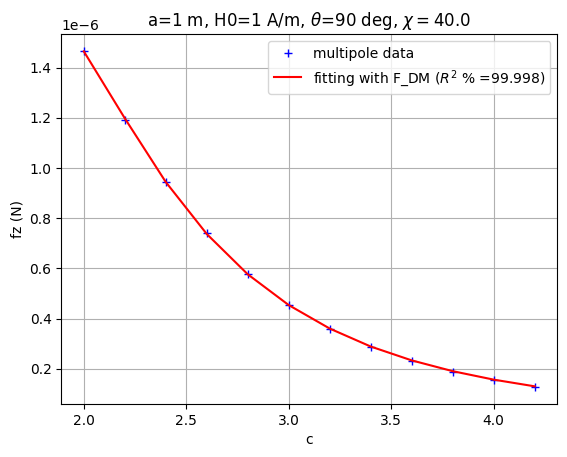 a=1 m, H0=1 A/m, θ=90 deg, χ = 40.0
1e−6
multipole data
fitting with F_DM (R² % =99.998)
1.4
1.2
1.0
0.8
0.6
0.4
0.2
fz (N)
2.0 2.5 3.0 3.5 4.0
c